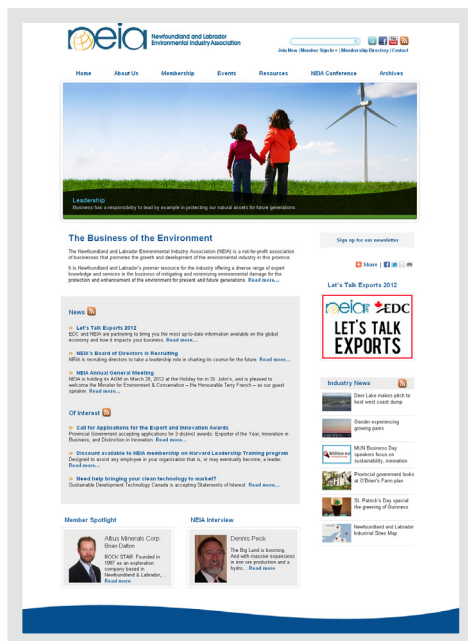 neia Newfoundland and Labrador
Environmental Industry Association
Join Now | Member Sign In > | Membership Directory | Contact
Home About Us Membership Events Resources NEIA Conference Archives
Leadership
Business has a responsibility to lead by example in protecting our natural assets for future generations
The Business of the Environment
The Newfoundland and Labrador Environmental Industry Association (NEIA) is a not-for-profit association
of businesses that promotes the growth and development of the environmental industry in this province.
It is Newfoundland and Labrador's premier resource for the industry offering a diverse range of expert
knowledge and services in the business of mitigating and minimizing environmental damage for the
protection and enhancement of the environment for present and future generations. Read more...
Sign up for our newsletter
Share |
Let's Talk Exports 2012
neia EDC
LET'S TALK
EXPORTS
News
Let's Talk Exports 2012
EDC and NEIA are partnering to bring you the most up-to-date information available on the global
economy and how it impacts your business. Read more...
NEIA's Board of Directors is Recruiting
NEIA is recruiting directors to take a leadership role in charting its course for the future. Read more...
NEIA Annual General Meeting
NEIA is holding its AGM on March 29, 2012 at the Holiday Inn in St. John's, and is pleased to
welcome the Minister for Environment & Conservation – the Honourable Terry French – as our guest
speaker. Read more...
Of Interest
Call for Applications for the Export and Innovation Awards
Provincial Government accepting applications for 3 distinct awards: Exporter of the Year, Innovation in
Business, and Distinction in Innovation. Read more...
Discount available to NEIA membership on Harvard Leadership Training program
Designed to assist any employee in your organization that is, or may eventually become, a leader.
Read more...
Need help bringing your clean technology to market?
Sustainable Development Technology Canada is accepting Statements of Interest. Read more...
Industry News
Deer Lake makes pitch to
host west coast dump
Gander experiencing
growing pains
MUN Business Day
speakers focus on
sustainability, innovation
Provincial government looks
at O'Brien's Farm plan
St. Patrick's Day special:
the greening of Guinness
Newfoundland and Labrador
Industrial Sites Map
Member Spotlight
Altius Minerals Corp.
Brian Dalton
ROCK STAR: Founded in
1997 as an exploration
company based in
Newfoundland & Labrador,...
Read more
NEIA Interview
Dennis Peck
The Big Land is booming.
And with massive expansions
in iron ore production and a
hydro... Read more